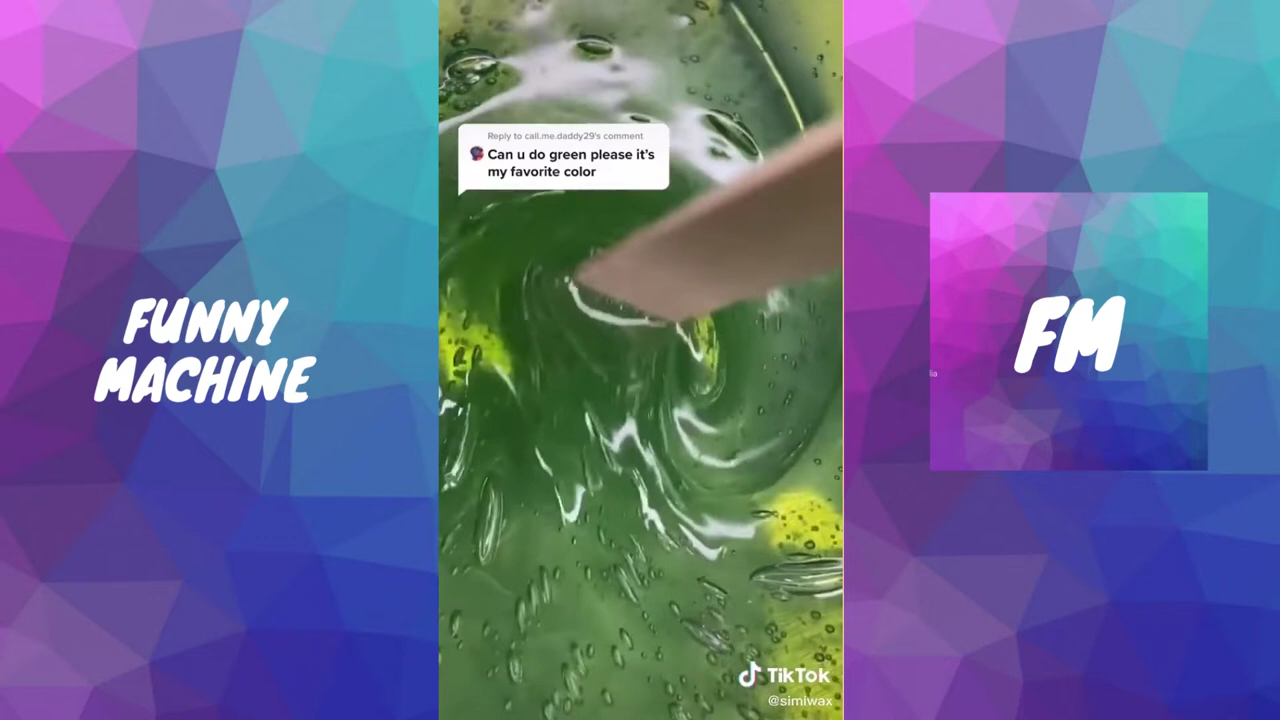 FUNNY
MACHINE
Reply to call.me.daddy29's comment
Can u do green please it's
my favorite color
FM
TikTok
@simiwax